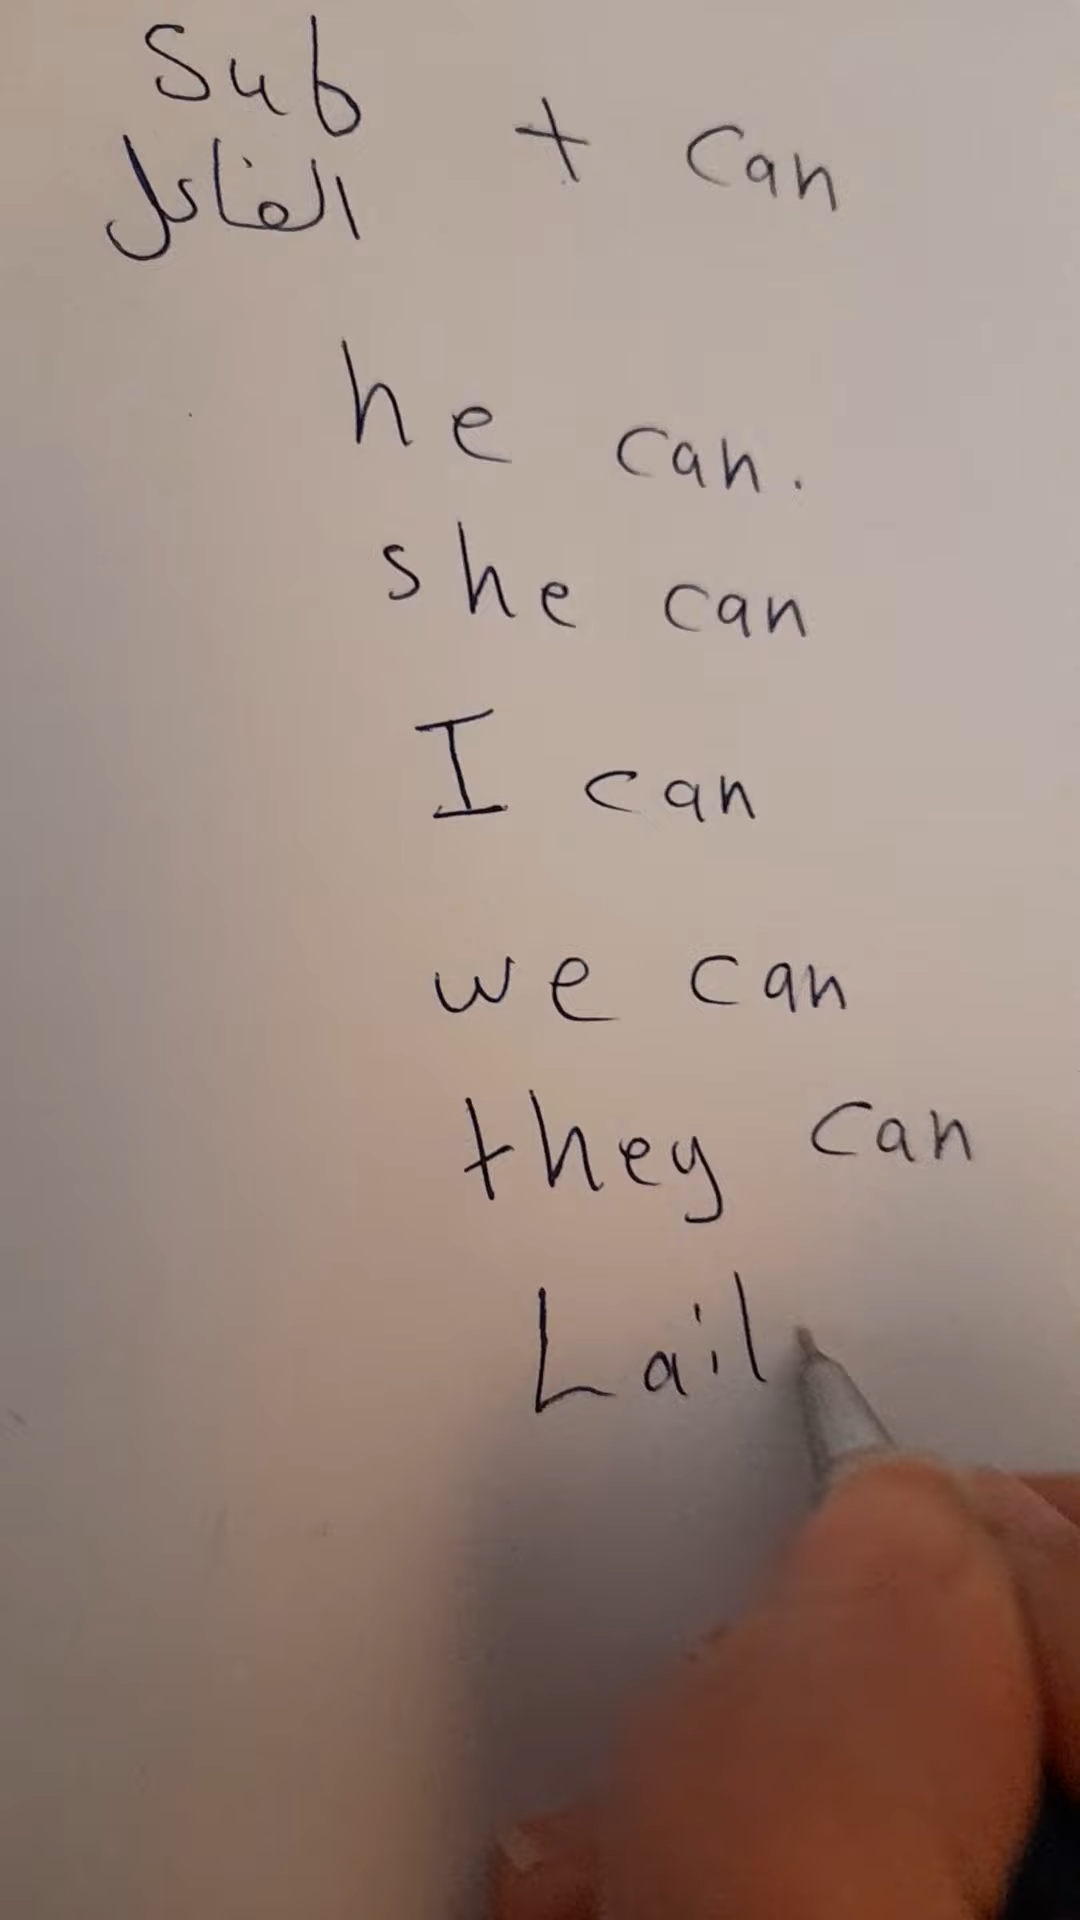 Sub + can
الفاعل
he can.
she can
I can
we can
they can
Lail